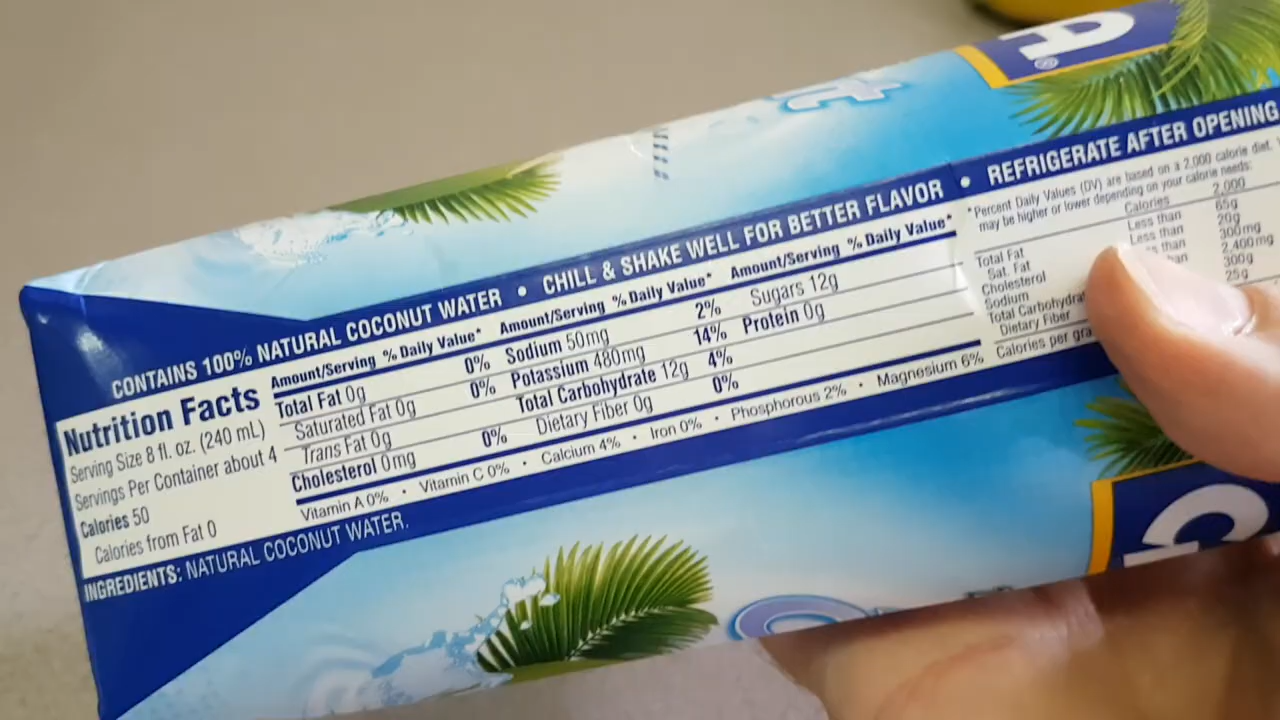 CONTAINS 100% NATURAL COCONUT WATER • CHILL & SHAKE WELL FOR BETTER FLAVOR • REFRIGERATE AFTER OPENING
Nutrition Facts
Serving Size 8 fl. oz. (240 mL)
Servings Per Container about 4
Calories 50
Calories from Fat 0
Amount/Serving % Daily Value*
Total Fat 0g 0%
Saturated Fat 0g 0%
Trans Fat 0g
Cholesterol 0mg 0%
Amount/Serving % Daily Value*
Sodium 50mg 2%
Potassium 480mg 14%
Total Carbohydrate 12g 4%
Dietary Fiber 0g 0%
Amount/Serving % Daily Value*
Sugars 12g
Protein 0g
Vitamin A 0% • Vitamin C 0% • Calcium 4% • Iron 0% • Phosphorous 2% • Magnesium 6%
INGREDIENTS: NATURAL COCONUT WATER.
*Percent Daily Values (DV) are based on a 2,000 calorie diet.
may be higher or lower depending on your calorie needs:
Calories 2,000
Total Fat Less than 65g
Sat. Fat Less than 20g
Cholesterol than 300mg
Sodium 2,400mg
Total Carbohydra 300g
Dietary Fiber 25g
Calories per gra